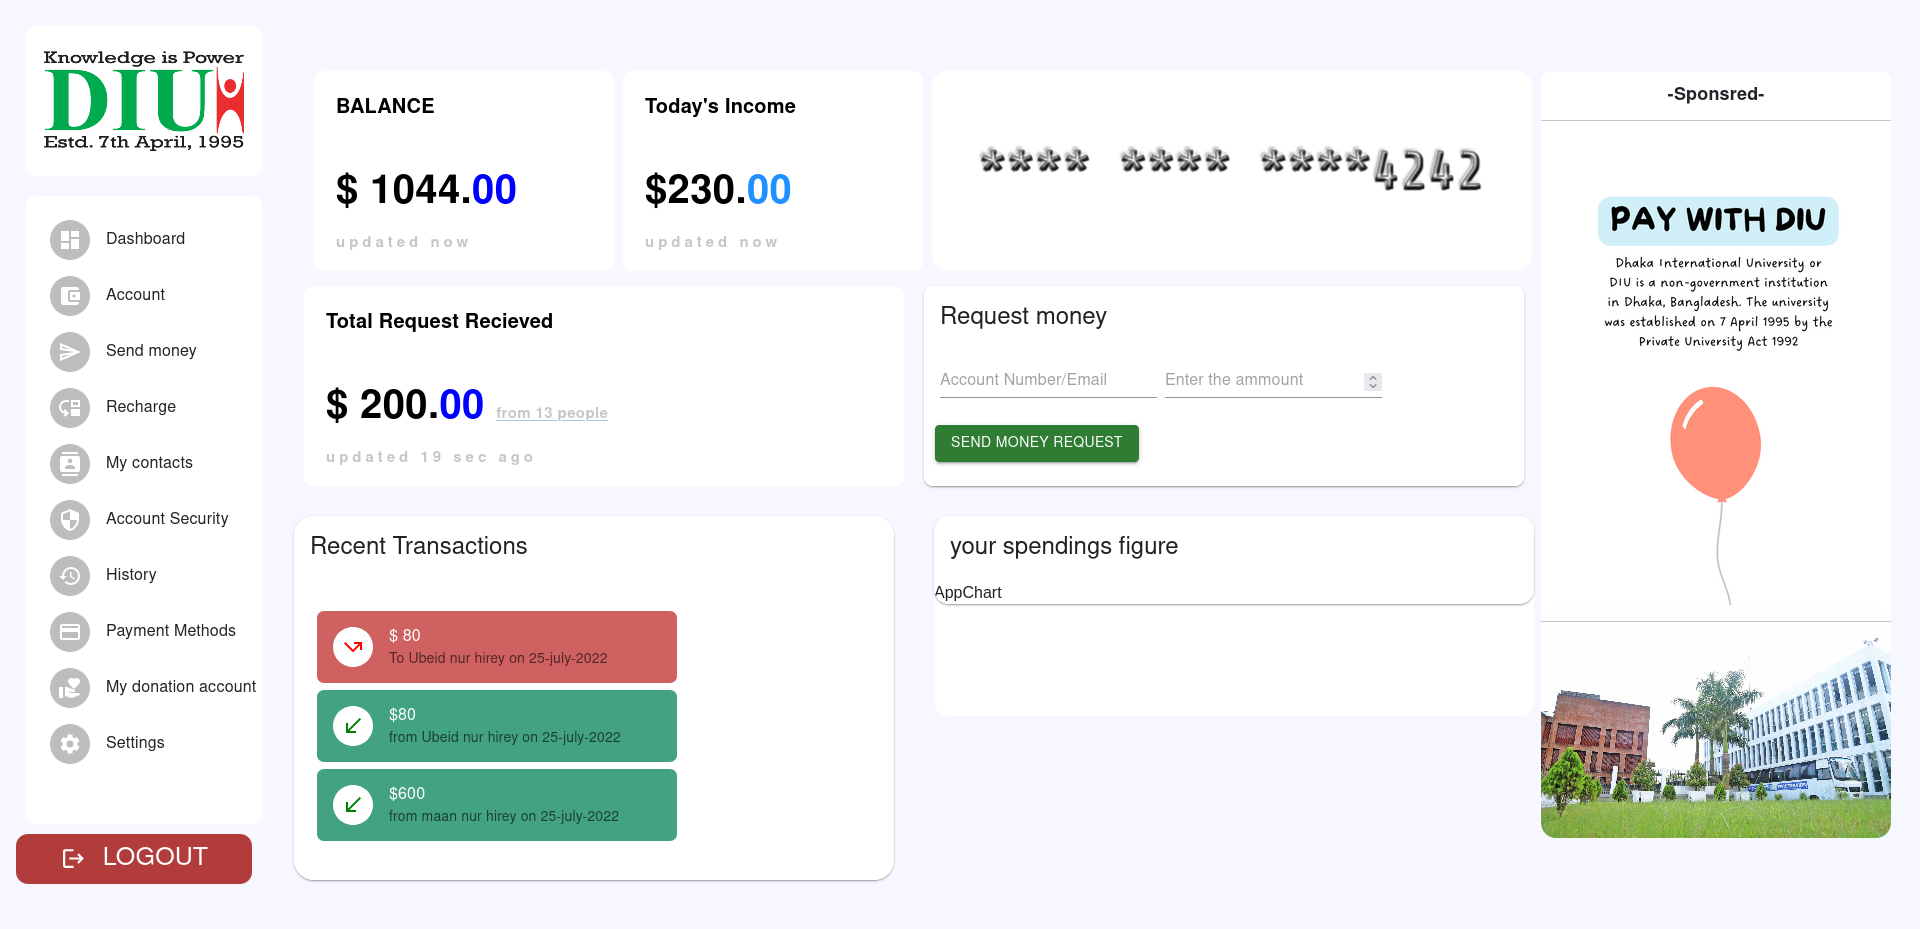 Knowledge is Power
DIU
Estd. 7th April, 1995
Dashboard
Account
Send money
Recharge
My contacts
Account Security
History
Payment Methods
My donation account
Settings
LOGOUT
BALANCE
$ 1044.00
updated now
Today's Income
$230.00
updated now
**** **** ****4242
Total Request Recieved
$ 200.00 from 13 people
updated 19 sec ago
Request money
Account Number/Email
Enter the ammount
SEND MONEY REQUEST
Recent Transactions
$ 80
To Ubeid nur hirey on 25-july-2022
$80
from Ubeid nur hirey on 25-july-2022
$600
from maan nur hirey on 25-july-2022
your spendings figure
AppChart
-Sponsred-
PAY WITH DIU
Dhaka International University or
DIU is a non-government institution
in Dhaka, Bangladesh. The university
was established on 7 April 1995 by the
Private University Act 1992